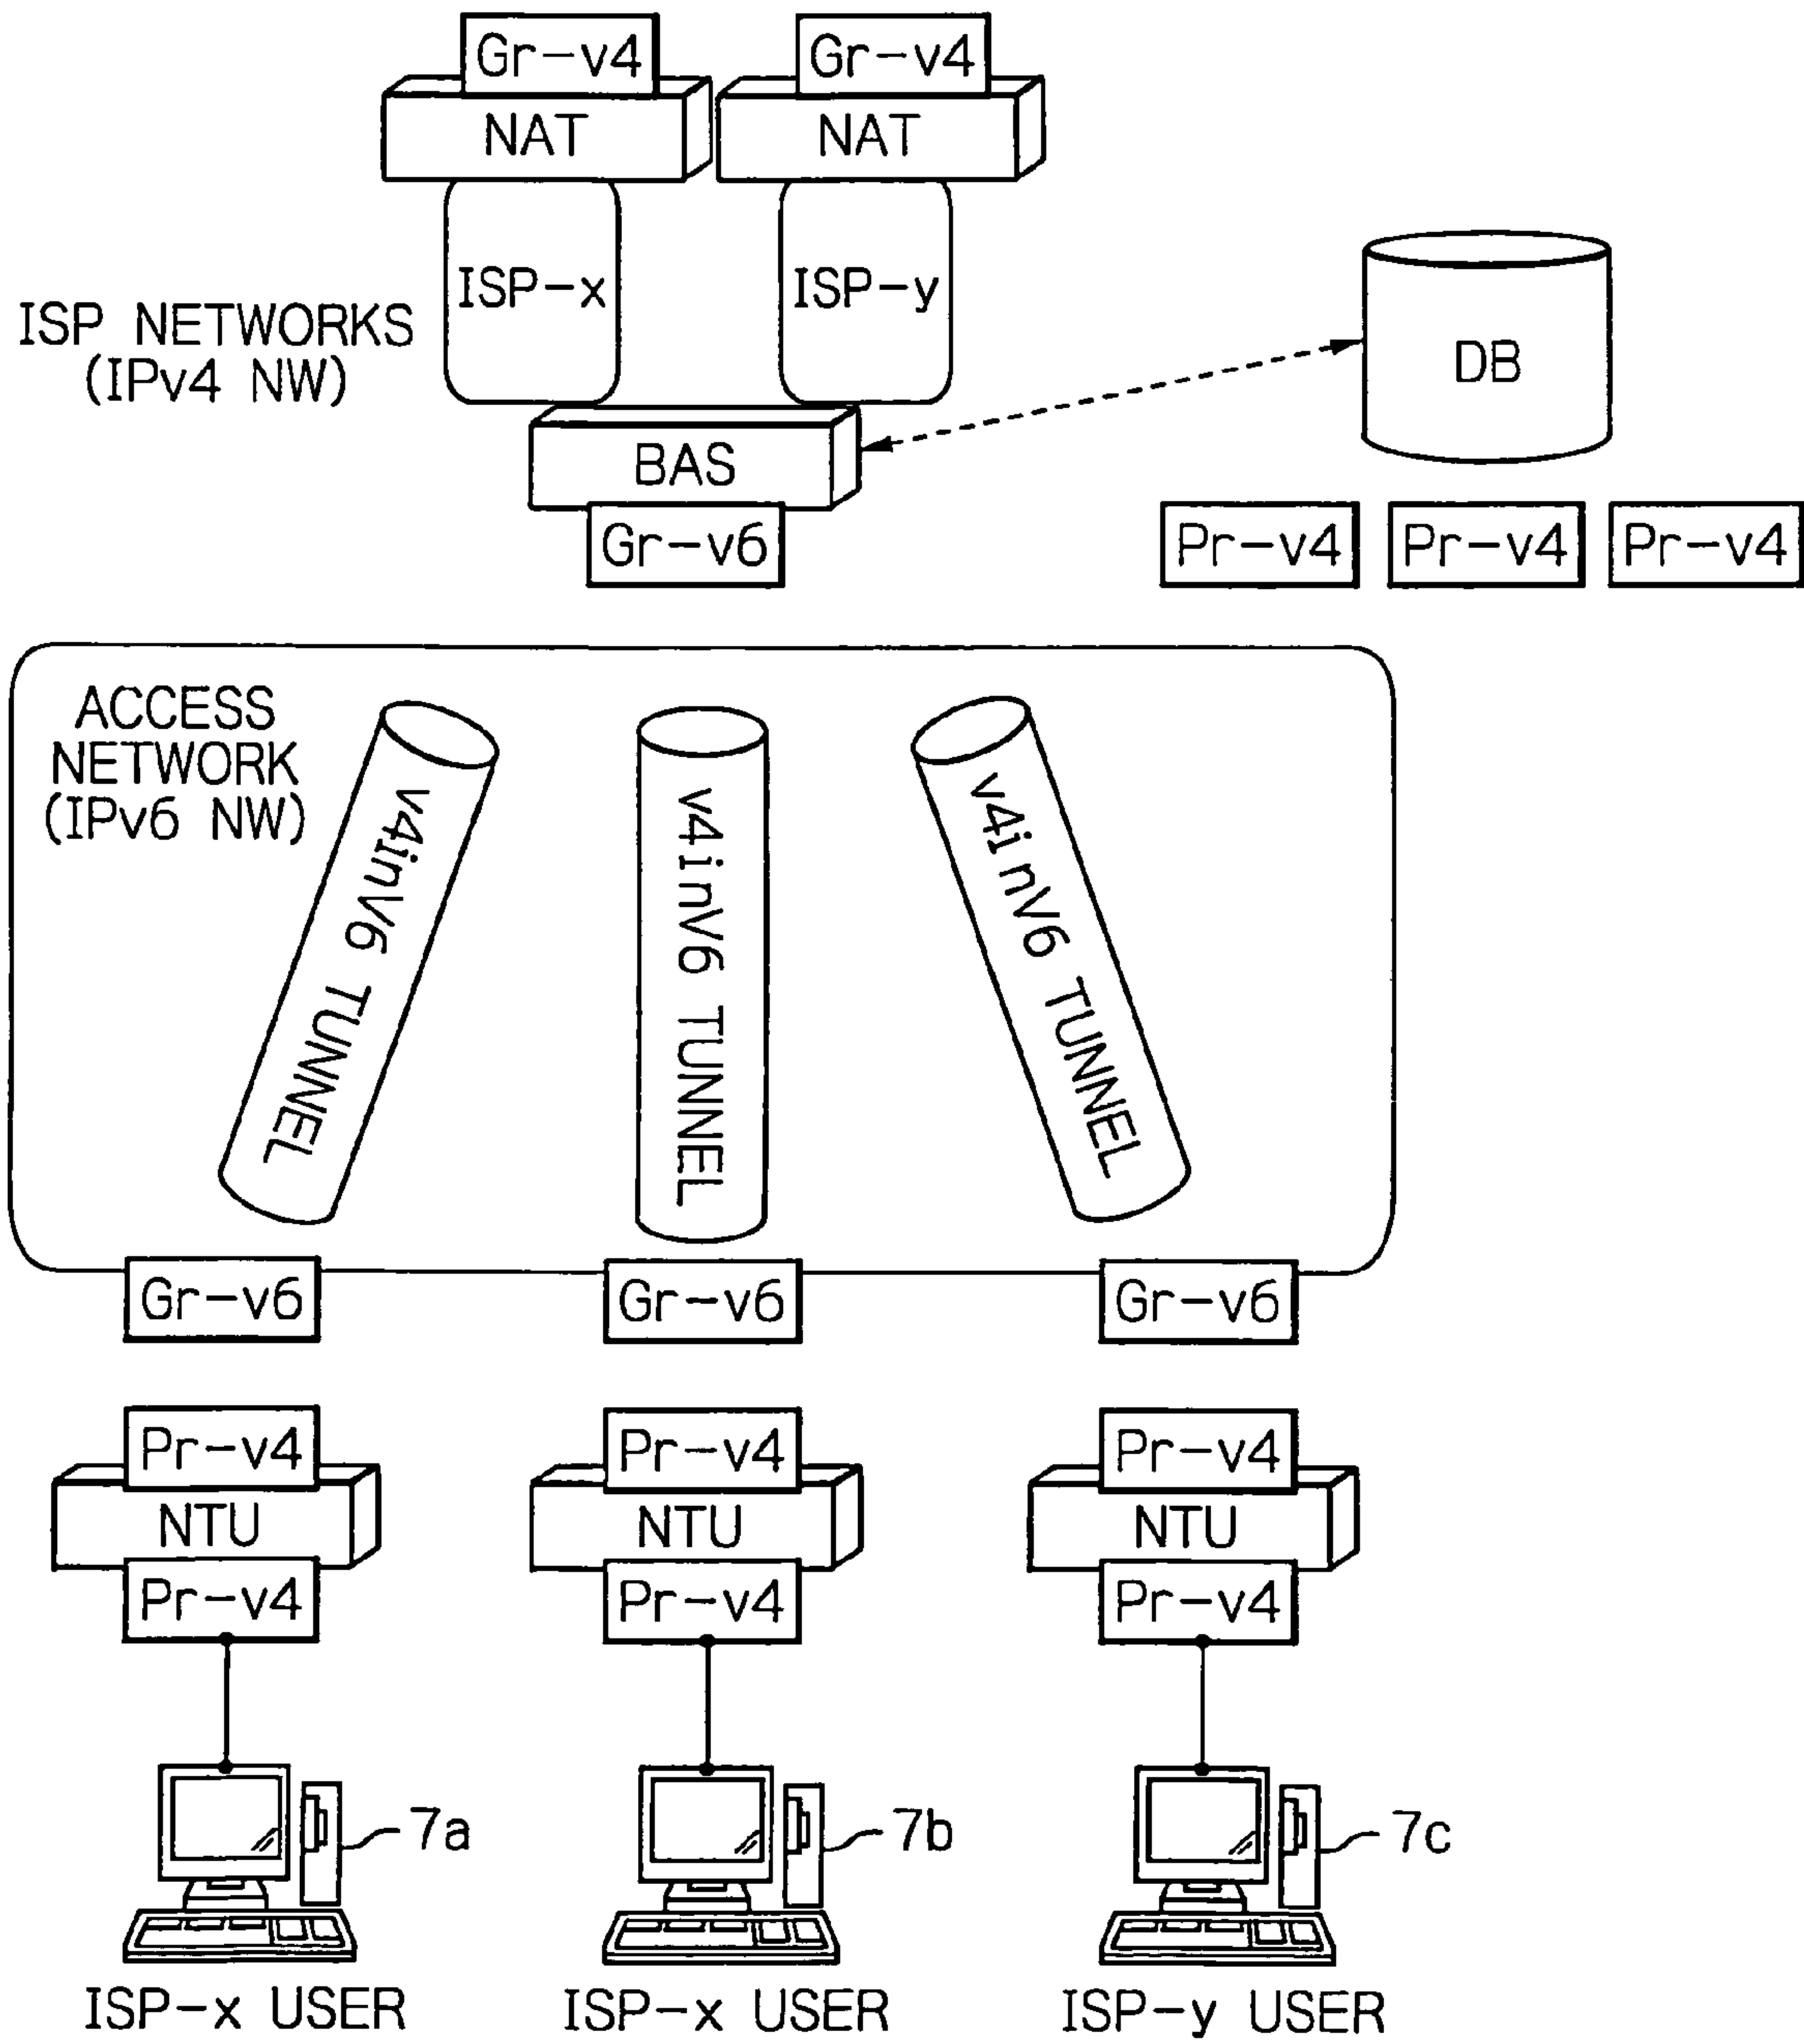 Gr-v4
Gr-v4
NAT
NAT
ISP-x
ISP-y
ISP NETWORKS
(IPv4 NW)
DB
BAS
Gr-v6
Pr-v4
Pr-v4
Pr-v4
ACCESS
NETWORK
(IPv6 NW)
v4inV6 TUNNEL
v4inV6 TUNNEL
v4inV6 TUNNEL
Gr-v6
Gr-v6
Gr-v6
Pr-v4
Pr-v4
Pr-v4
NTU
NTU
NTU
Pr-v4
Pr-v4
Pr-v4
7a
7b
7c
ISP-x USER
ISP-x USER
ISP-y USER